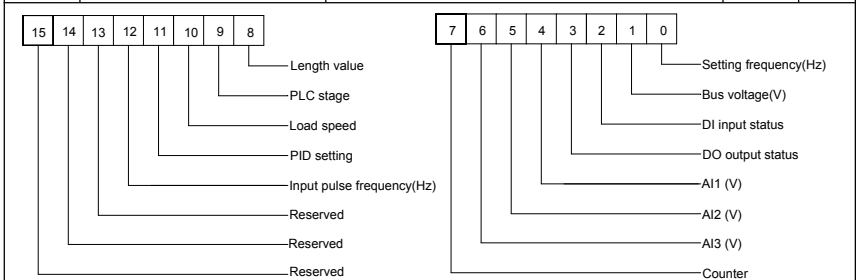 15 14 13 12 11 10 9 8
Length value
PLC stage
Load speed
PID setting
Input pulse frequency(Hz)
Reserved
Reserved
Reserved
7 6 5 4 3 2 1 0
Setting frequency(Hz)
Bus voltage(V)
DI input status
DO output status
AI1 (V)
AI2 (V)
AI3 (V)
Counter